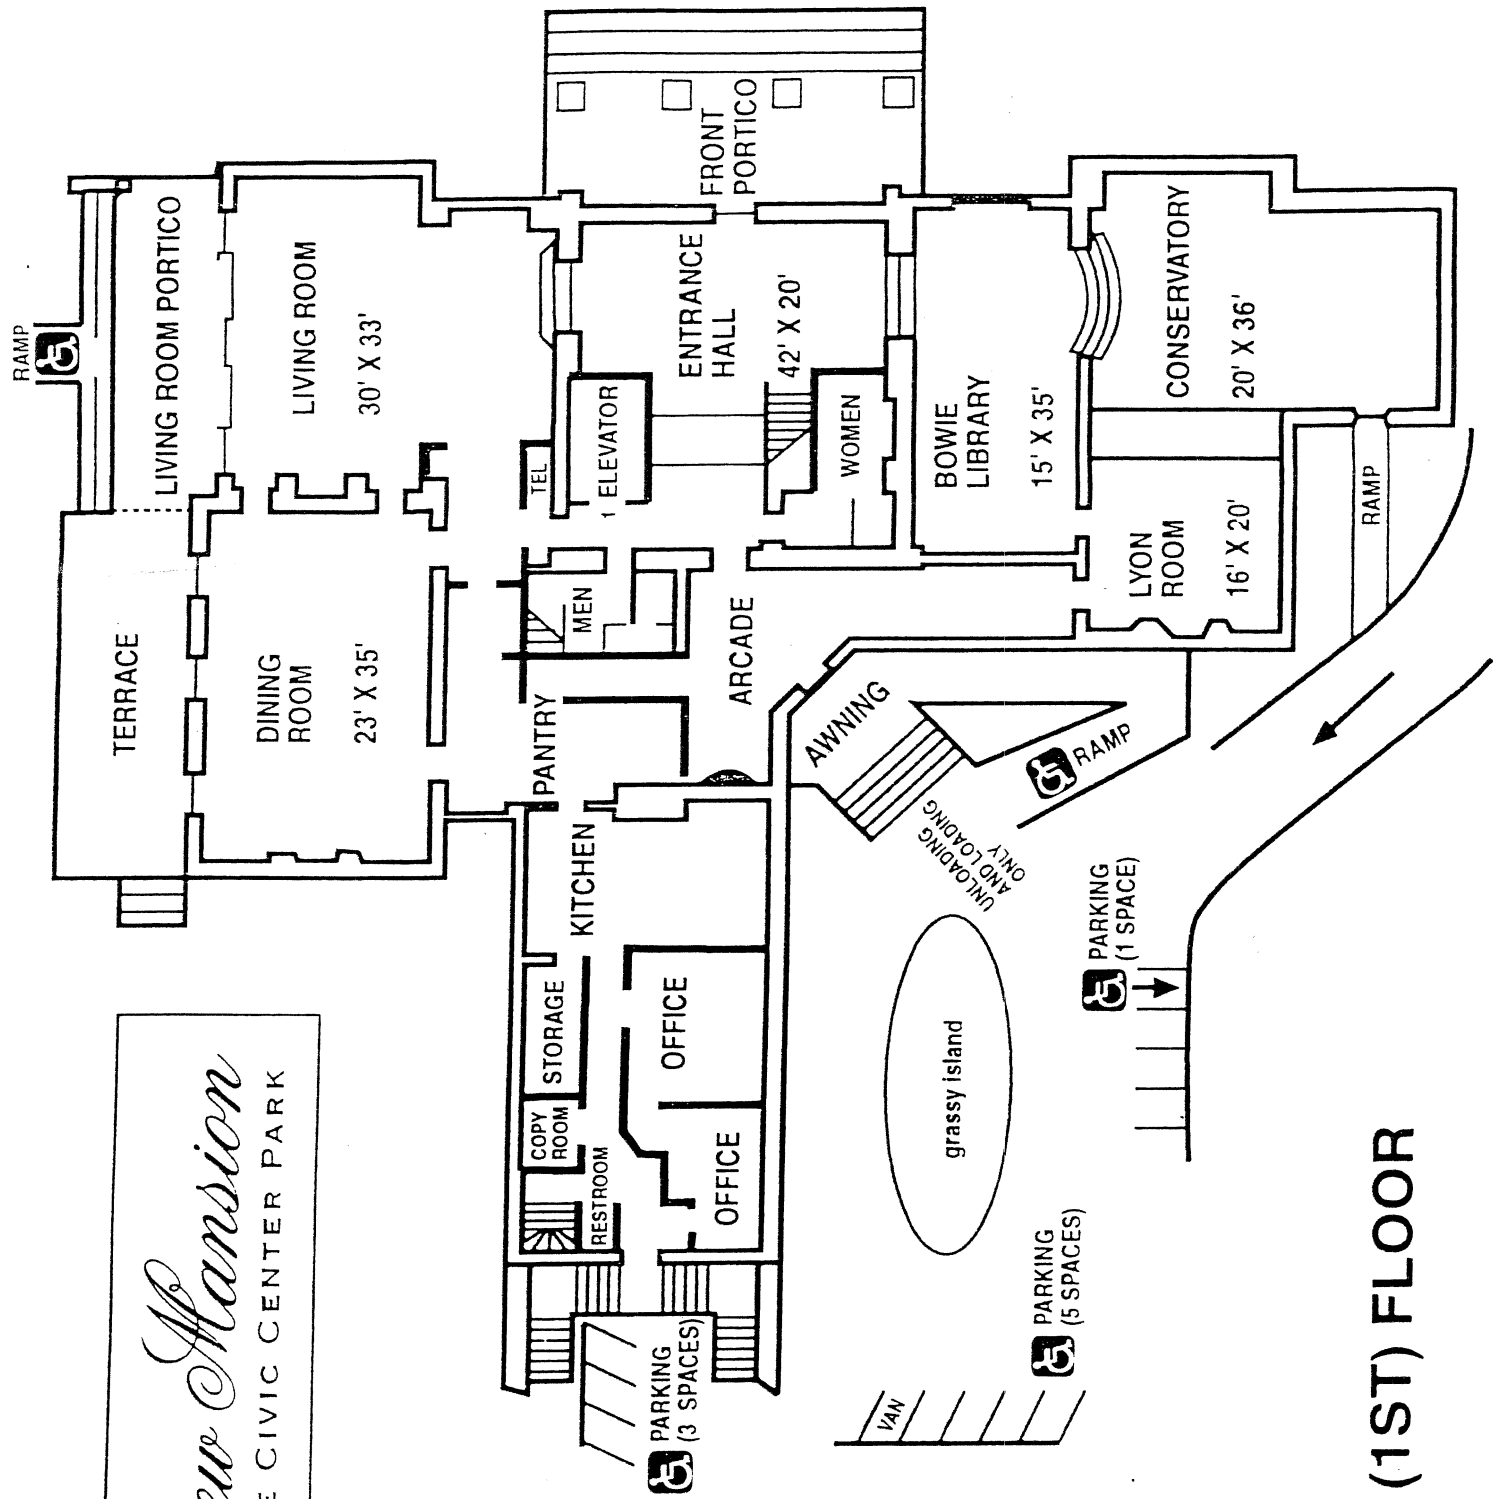 RAMP
TERRACE
LIVING ROOM PORTICO
ew Mansion
E CIVIC CENTER PARK
DINING
ROOM
23' X 35'
LIVING ROOM
30' X 33'
PANTRY
TEL
KITCHEN
STORAGE
COPY
ROOM
RESTROOM
MEN
1 ELEVATOR
OFFICE
OFFICE
PARKING
(3 SPACES)
ARCADE
ENTRANCE
HALL
42' X 20'
FRONT
PORTICO
WOMEN
AWNING
UNLOADING
AND LOADING
ONLY
RAMP
BOWIE
LIBRARY
15' X 35'
VAN
grassy island
PARKING
(5 SPACES)
PARKING
(1 SPACE)
LYON
ROOM
16' X 20'
CONSERVATORY
20' X 36'
RAMP
(1ST) FLOOR